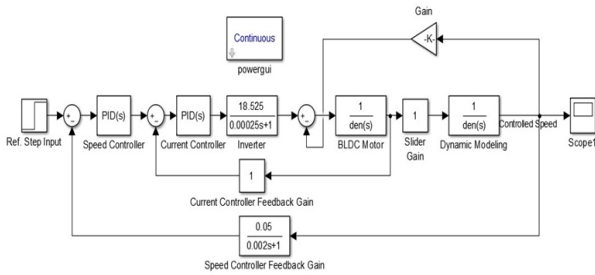 Gain
Continuous
powergui
-K-
Ref. Step Input
PID(s)
Speed Controller
PID(s)
Current Controller
18.525
0.00025s+1
Inverter
1
den(s)
BLDC Motor
1
Slider
Gain
1
den(s)
Dynamic Modeling
Controlled Speed
Scope1
1
Current Controller Feedback Gain
0.05
0.002s+1
Speed Controller Feedback Gain